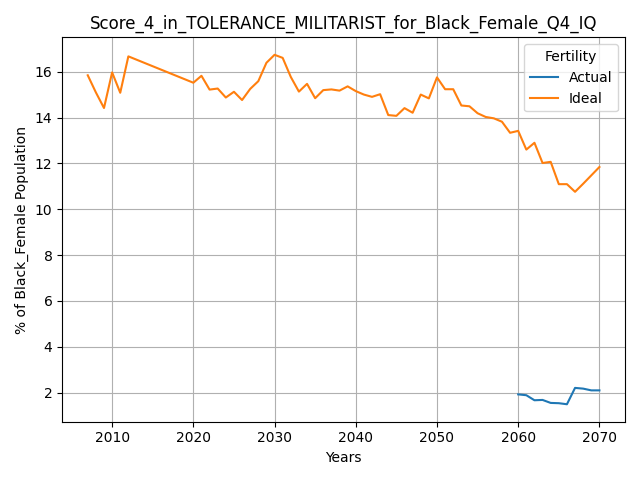 Score_4_in_TOLERANCE_MILITARIST_for_Black_Female_Q4_IQ
Fertility
Actual
Ideal
% of Black_Female Population
16
14
12
10
8
6
4
2
2010 2020 2030 2040 2050 2060 2070
Years